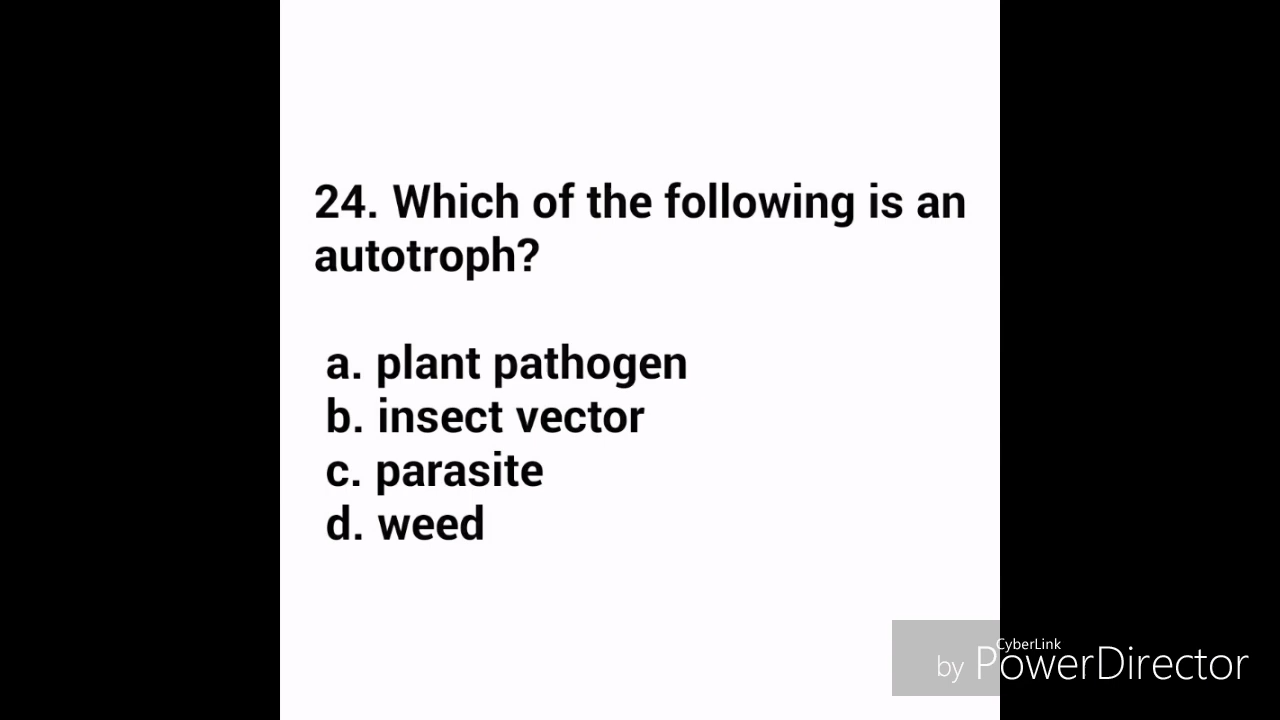 24. Which of the following is an
autotroph?
a. plant pathogen
b. insect vector
c. parasite
d. weed
CyberLink
by PowerDirector